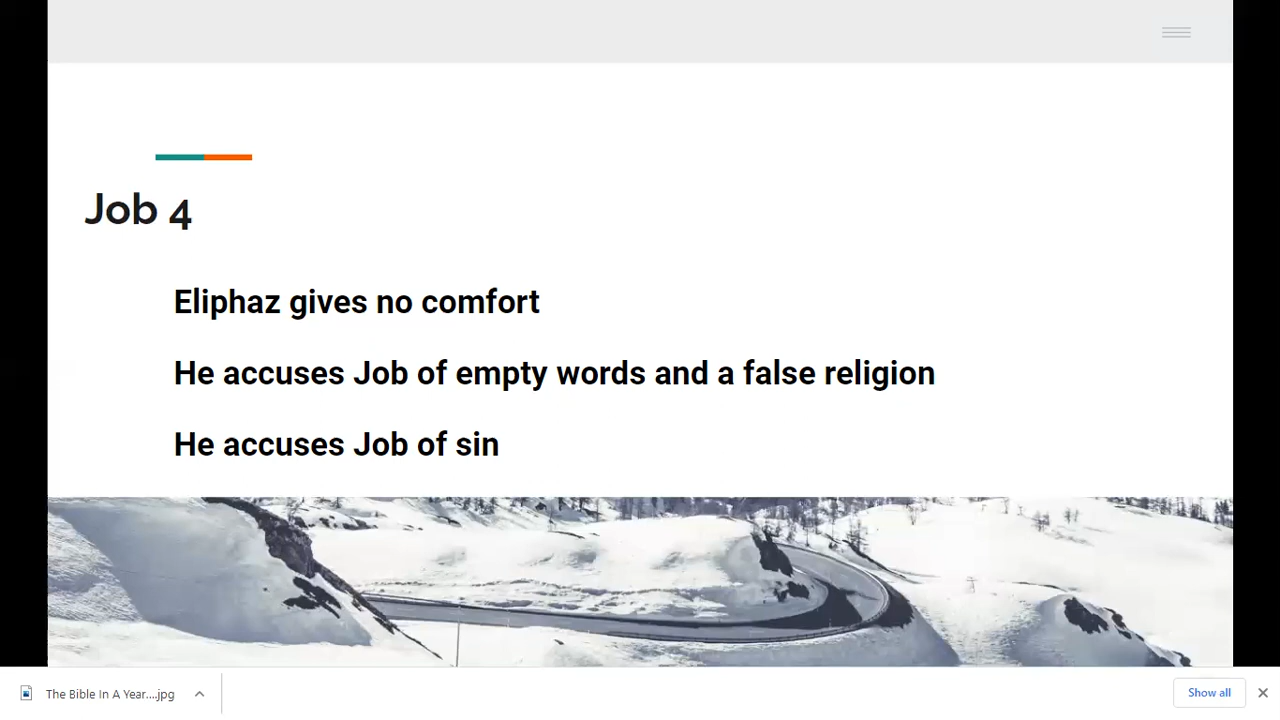 Job 4
Eliphaz gives no comfort
He accuses Job of empty words and a false religion
He accuses Job of sin
The Bible In A Year....jpg
Show all